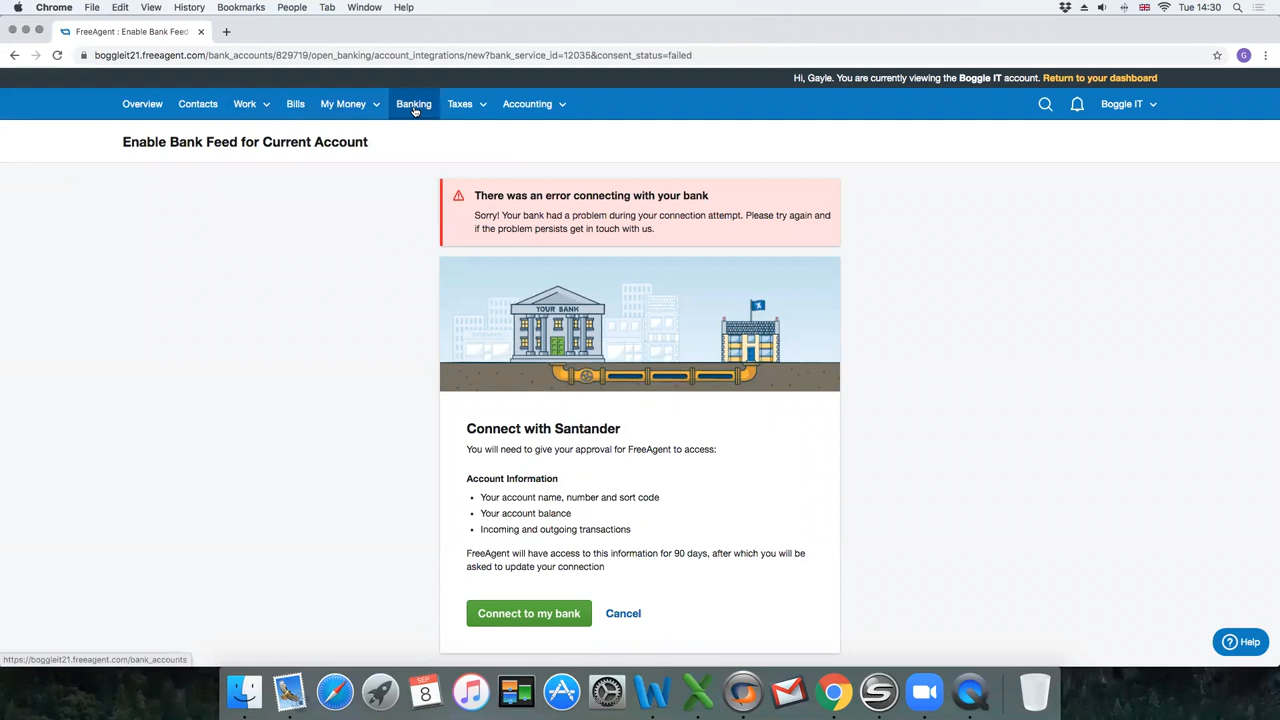 Chrome File Edit View History Bookmarks People Tab Window Help Tue 14:30
FreeAgent : Enable Bank Feed
boggleit21.freeagent.com/bank_accounts/829719/open_banking/account_integrations/new?bank_service_id=12035&consent_status=failed G
Hi, Gayle. You are currently viewing the Boggle IT account. Return to your dashboard
Overview Contacts Work Bills My Money Banking Taxes Accounting Boggle IT
Enable Bank Feed for Current Account
There was an error connecting with your bank
Sorry! Your bank had a problem during your connection attempt. Please try again and
if the problem persists get in touch with us.
YOUR BANK
Connect with Santander
You will need to give your approval for FreeAgent to access:
Account Information
• Your account name, number and sort code
• Your account balance
• Incoming and outgoing transactions
FreeAgent will have access to this information for 90 days, after which you will be
asked to update your connection
Connect to my bank Cancel
Help
https://boggleit21.freeagent.com/bank_accounts
SEP
8